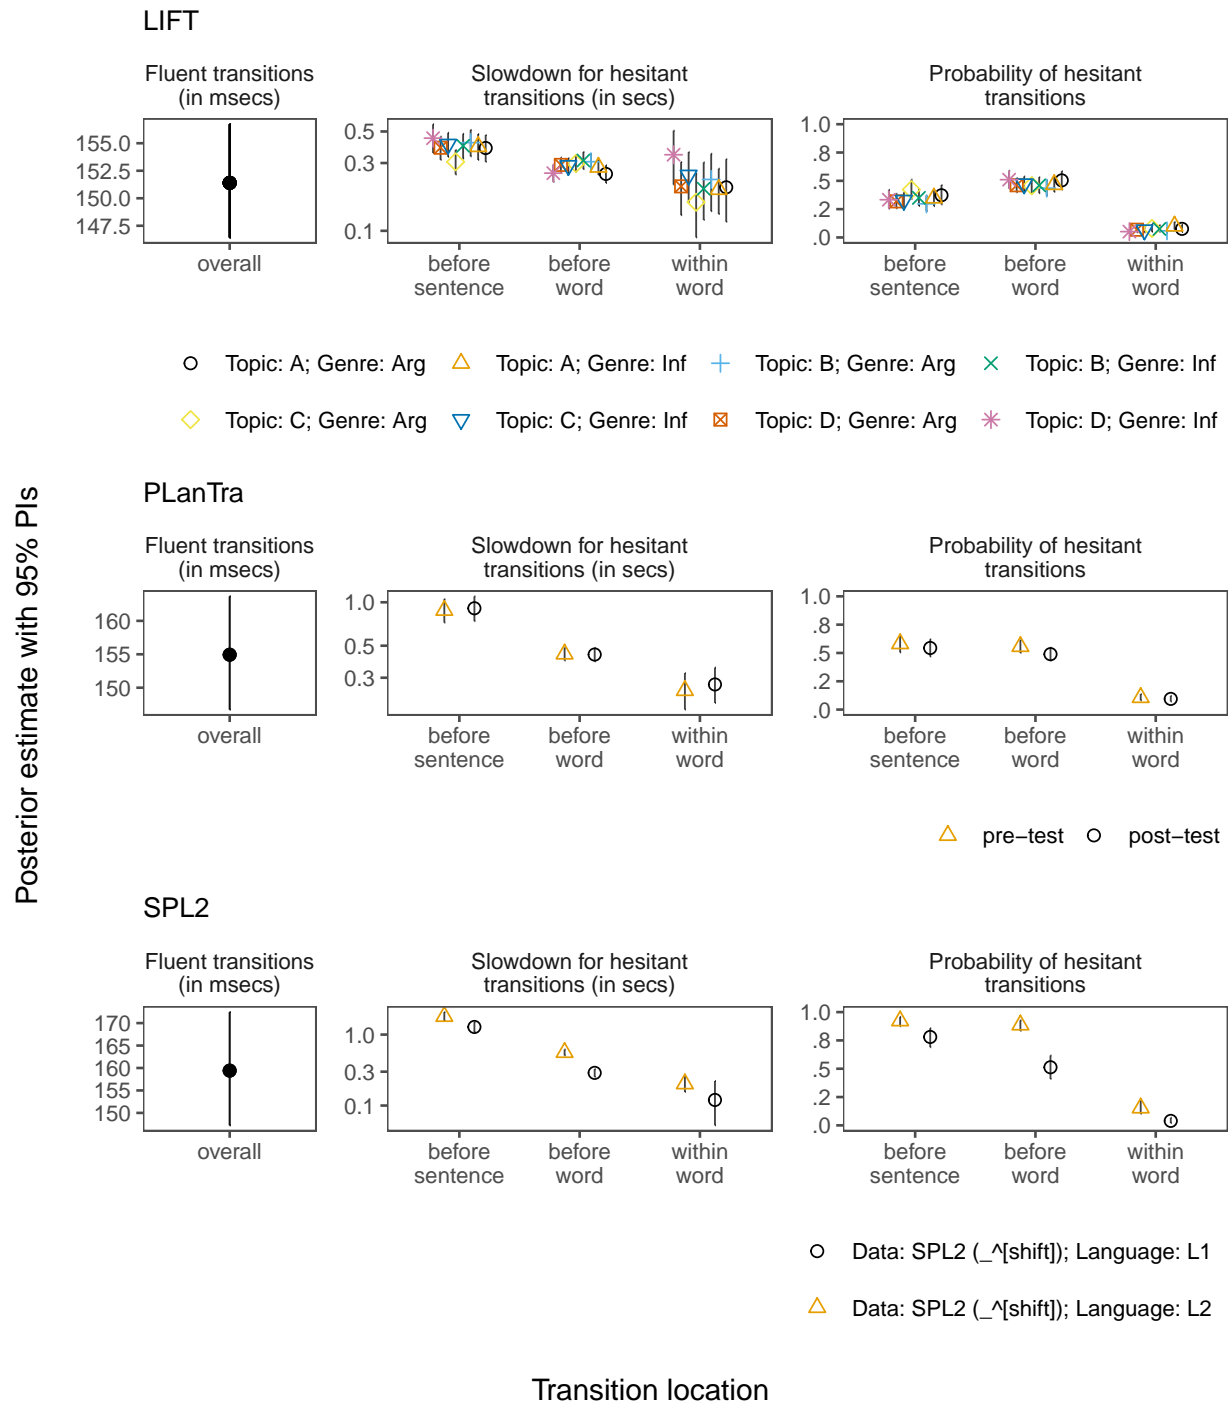 LIFT
Fluent transitions
(in msecs)
Slowdown for hesitant
transitions (in secs)
Probability of hesitant
transitions
155.0
152.5
150.0
147.5
overall
0.5
0.3
0.1
before
sentence
before
word
within
word
1.0
.8
.5
.2
.0
before
sentence
before
word
within
word
Topic: A; Genre: Arg
Topic: A; Genre: Inf
Topic: B; Genre: Arg
Topic: B; Genre: Inf
Topic: C; Genre: Arg
Topic: C; Genre: Inf
Topic: D; Genre: Arg
Topic: D; Genre: Inf
Posterior estimate with 95% PIs
PLanTra
Fluent transitions
(in msecs)
Slowdown for hesitant
transitions (in secs)
Probability of hesitant
transitions
160
155
150
overall
1.0
0.5
0.3
before
sentence
before
word
within
word
1.0
.8
.5
.2
.0
before
sentence
before
word
within
word
pre−test
post−test
SPL2
Fluent transitions
(in msecs)
Slowdown for hesitant
transitions (in secs)
Probability of hesitant
transitions
170
165
160
155
150
overall
1.0
0.3
0.1
before
sentence
before
word
within
word
1.0
.8
.5
.2
.0
before
sentence
before
word
within
word
Data: SPL2 (_^[shift]); Language: L1
Data: SPL2 (_^[shift]); Language: L2
Transition location